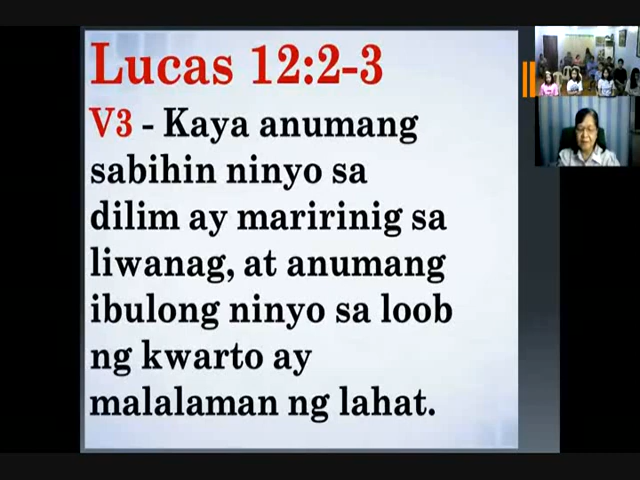 Lucas 12:2-3
V3 - Kaya anumang
sabihin ninyo sa
dilim ay maririnig sa
liwanag, at anumang
ibulong ninyo sa loob
ng kwarto ay
malalaman ng lahat.